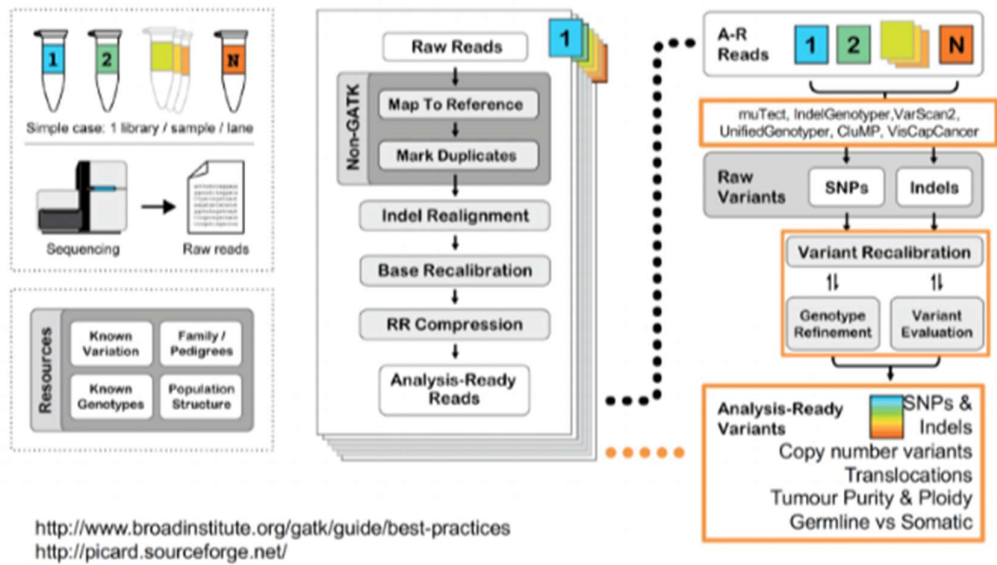 1
2
N
Simple case: 1 library / sample / lane
Sequencing
Raw reads
Resources
Known
Variation
Family /
Pedigrees
Known
Genotypes
Population
Structure
http://www.broadinstitute.org/gatk/guide/best-practices
http://picard.sourceforge.net/
Raw Reads
1
Non-GATK
Map To Reference
Mark Duplicates
Indel Realignment
Base Recalibration
RR Compression
Analysis-Ready
Reads
A-R
Reads
1
2
N
muTect, IndelGenotyper,VarScan2,
UnifiedGenotyper, CluMP, VisCapCancer
Raw
Variants
SNPs
Indels
Variant Recalibration
Genotype
Refinement
Variant
Evaluation
Analysis-Ready
Variants
SNPs &
Indels
Copy number variants
Translocations
Tumour Purity & Ploidy
Germline vs Somatic